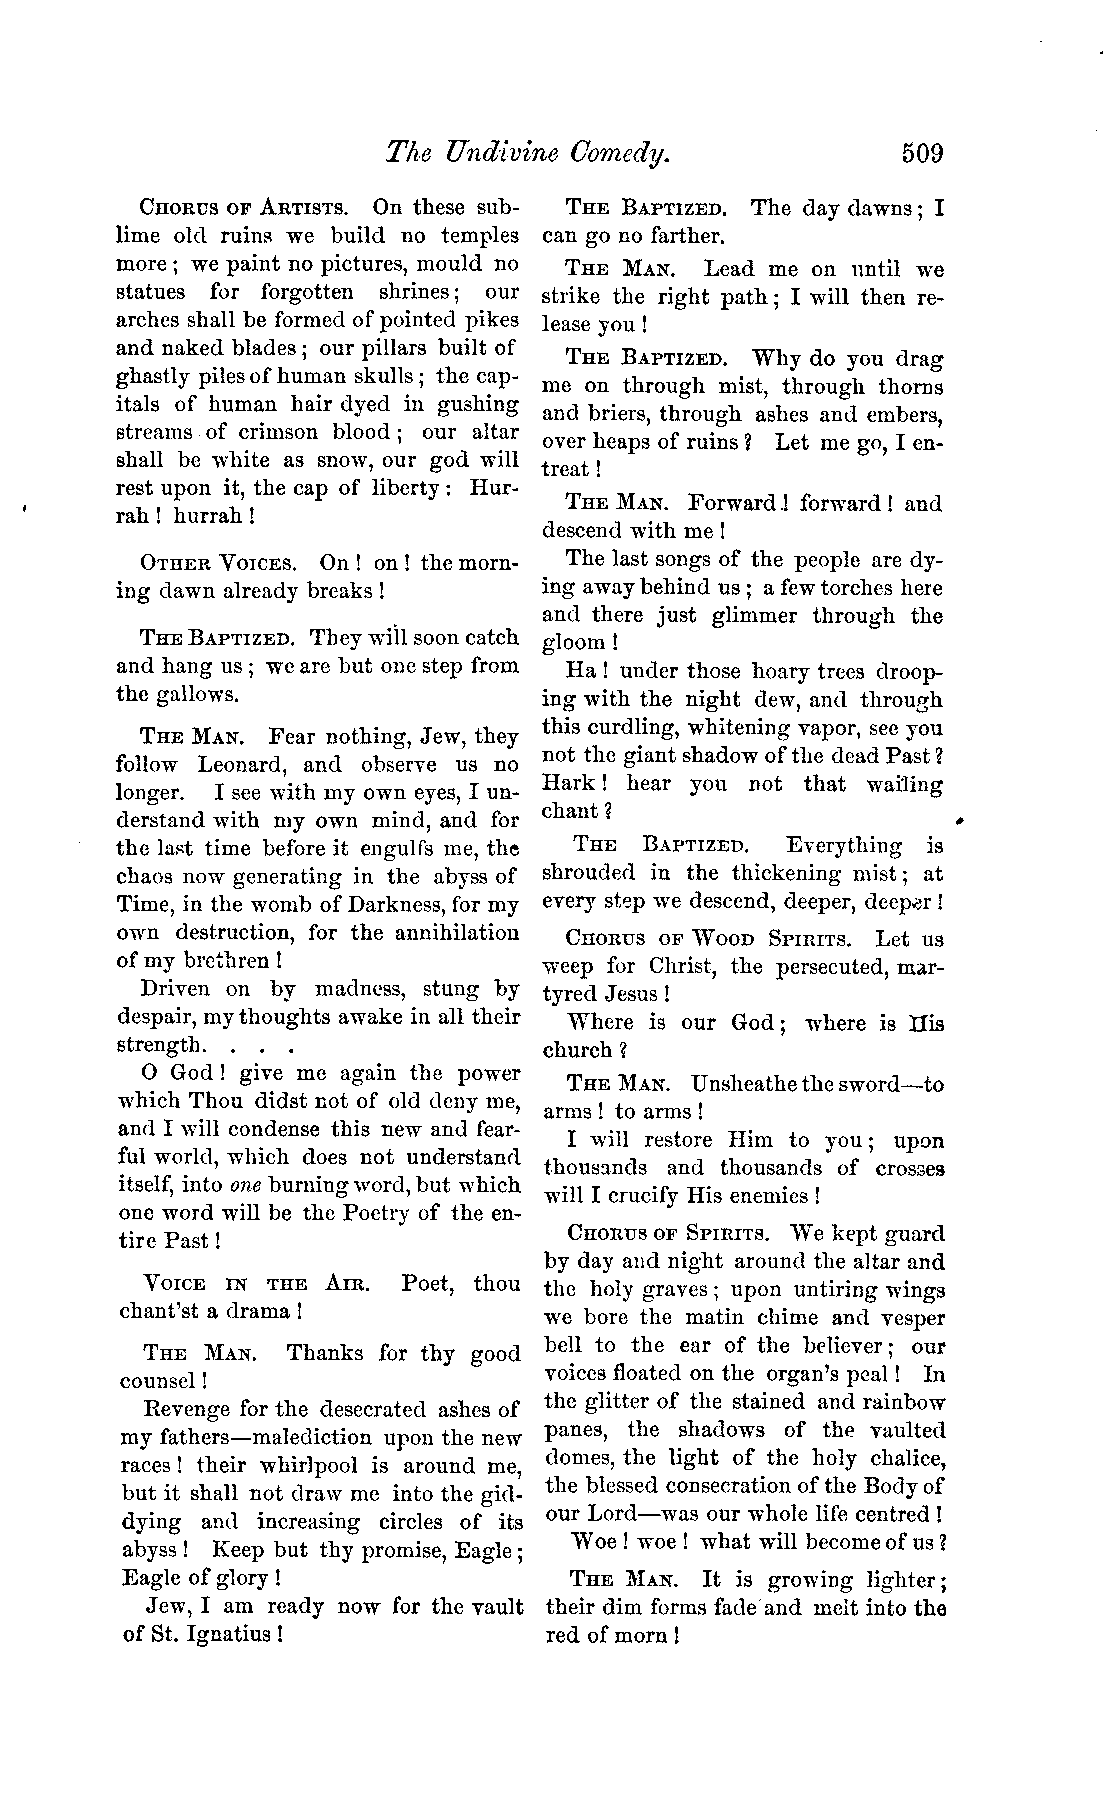 The Undivine Comedy. 509
CHORUS OF ARTISTS. On these sub-
lime old ruins we build no temples
more; we paint no pictures, mould no
statues for forgotten shrines; our
arches shall be formed of pointed pikes
and naked blades; our pillars built of
ghastly piles of human skulls; the cap-
itals of human hair dyed in gushing
streams of crimson blood; our altar
shall be white as snow, our god will
rest upon it, the cap of liberty: Hur-
rah! hurrah!
OTHER VOICES. On! on! the morn-
ing dawn already breaks!
THE BAPTIZED. They will soon catch
and hang us; we are but one step from
the gallows.
THE MAN. Fear nothing, Jew, they
follow Leonard, and observe us no
longer. I see with my own eyes, I un-
derstand with my own mind, and for
the last time before it engulfs me, the
chaos now generating in the abyss of
Time, in the womb of Darkness, for my
own destruction, for the annihilation
of my brethren!
Driven on by madness, stung by
despair, my thoughts awake in all their
strength. . . .
O God! give me again the power
which Thou didst not of old deny me,
and I will condense this new and fear-
ful world, which does not understand
itself, into one burning word, but which
one word will be the Poetry of the en-
tire Past!
VOICE IN THE AIR. Poet, thou
chant'st a drama!
THE MAN. Thanks for thy good
counsel!
Revenge for the desecrated ashes of
my fathers—malediction upon the new
races! their whirlpool is around me,
but it shall not draw me into the gid-
dying and increasing circles of its
abyss! Keep but thy promise, Eagle;
Eagle of glory!
Jew, I am ready now for the vault
of St. Ignatius!
THE BAPTIZED. The day dawns; I
can go no farther.
THE MAN. Lead me on until we
strike the right path; I will then re-
lease you!
THE BAPTIZED. Why do you drag
me on through mist, through thorns
and briers, through ashes and embers,
over heaps of ruins? Let me go, I en-
treat!
THE MAN. Forward! forward! and
descend with me!
The last songs of the people are dy-
ing away behind us; a few torches here
and there just glimmer through the
gloom!
Ha! under those hoary trees droop-
ing with the night dew, and through
this curdling, whitening vapor, see you
not the giant shadow of the dead Past?
Hark! hear you not that wailing
chant?
THE BAPTIZED. Everything is
shrouded in the thickening mist; at
every step we descend, deeper, deeper!
CHORUS OF WOOD SPIRITS. Let us
weep for Christ, the persecuted, mar-
tyred Jesus!
Where is our God; where is His
church?
THE MAN. Unsheathe the sword—to
arms! to arms!
I will restore Him to you; upon
thousands and thousands of crosses
will I crucify His enemies!
CHORUS OF SPIRITS. We kept guard
by day and night around the altar and
the holy graves; upon untiring wings
we bore the matin chime and vesper
bell to the ear of the believer; our
voices floated on the organ's peal! In
the glitter of the stained and rainbow
panes, the shadows of the vaulted
domes, the light of the holy chalice,
the blessed consecration of the Body of
our Lord—was our whole life centred!
Woe! woe! what will become of us?
THE MAN. It is growing lighter;
their dim forms fade and melt into the
red of morn!